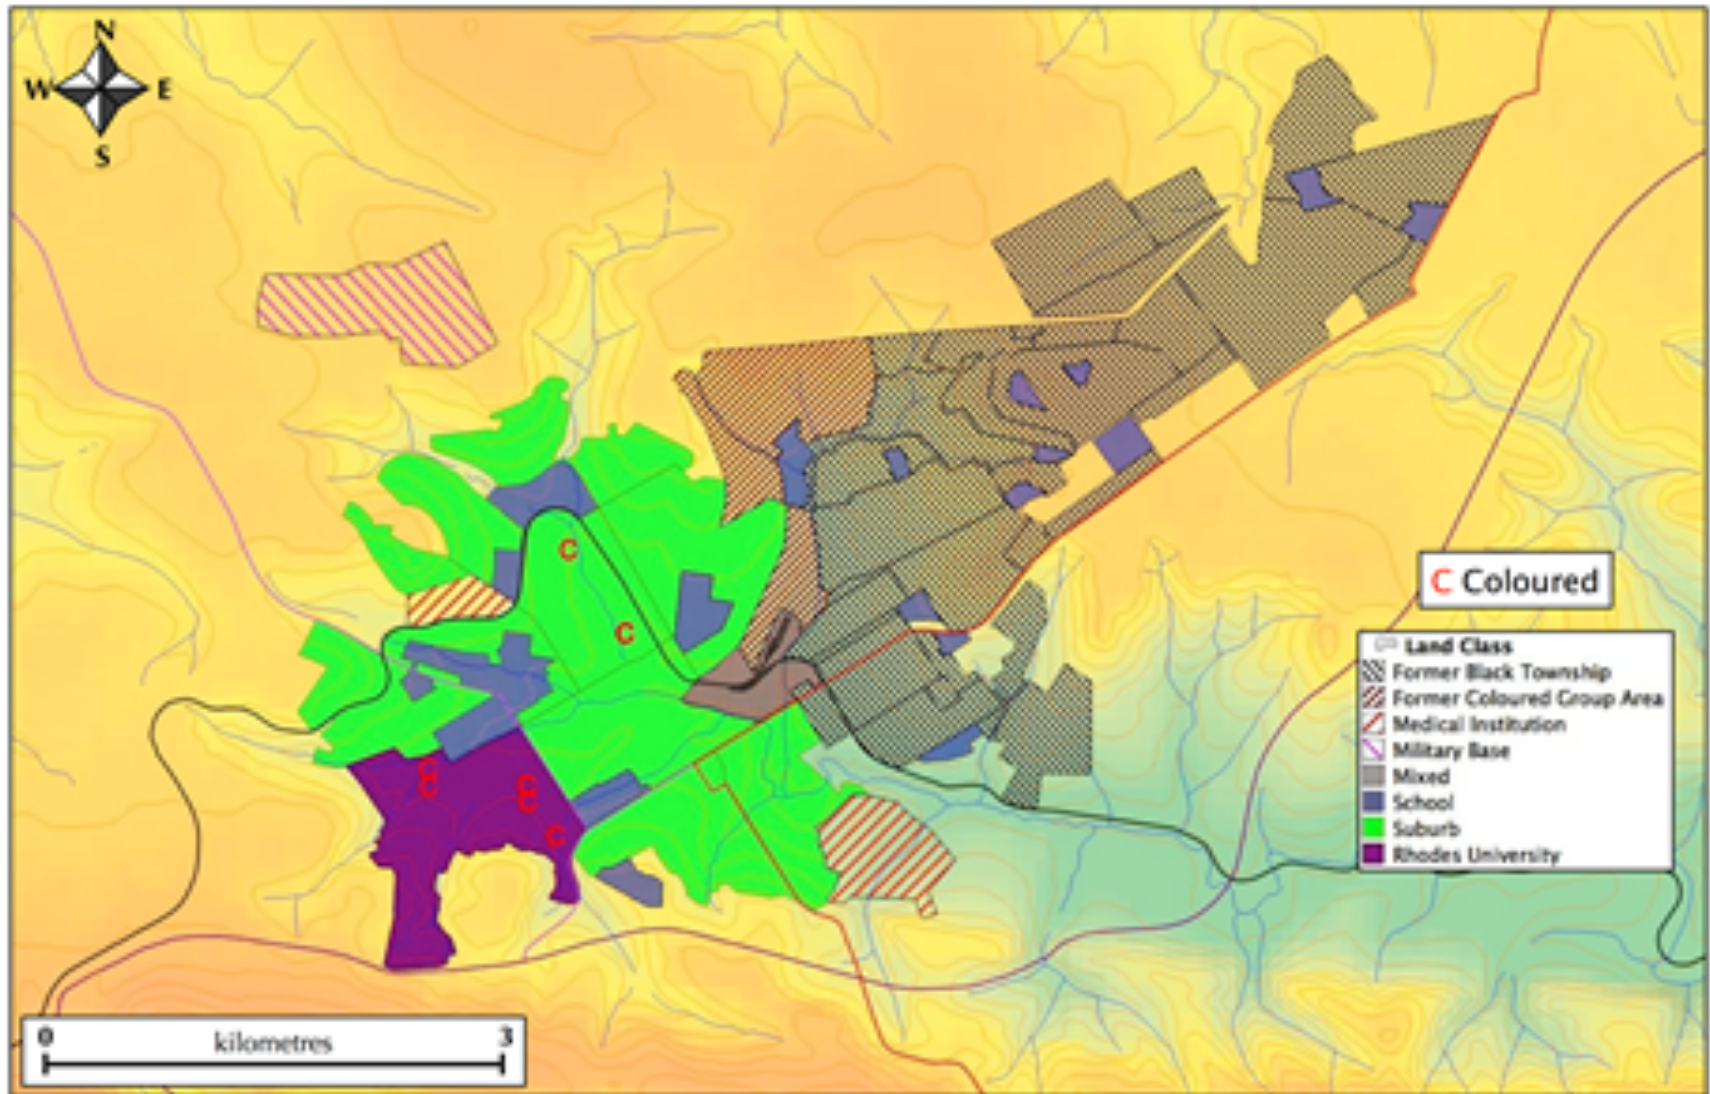 N
W E
S
C
C
C
C
C
C
C
C Coloured
Land Class
Former Black Township
Former Coloured Group Area
Medical Institution
Military Base
Mixed
School
Suburb
Rhodes University
0 kilometres 3